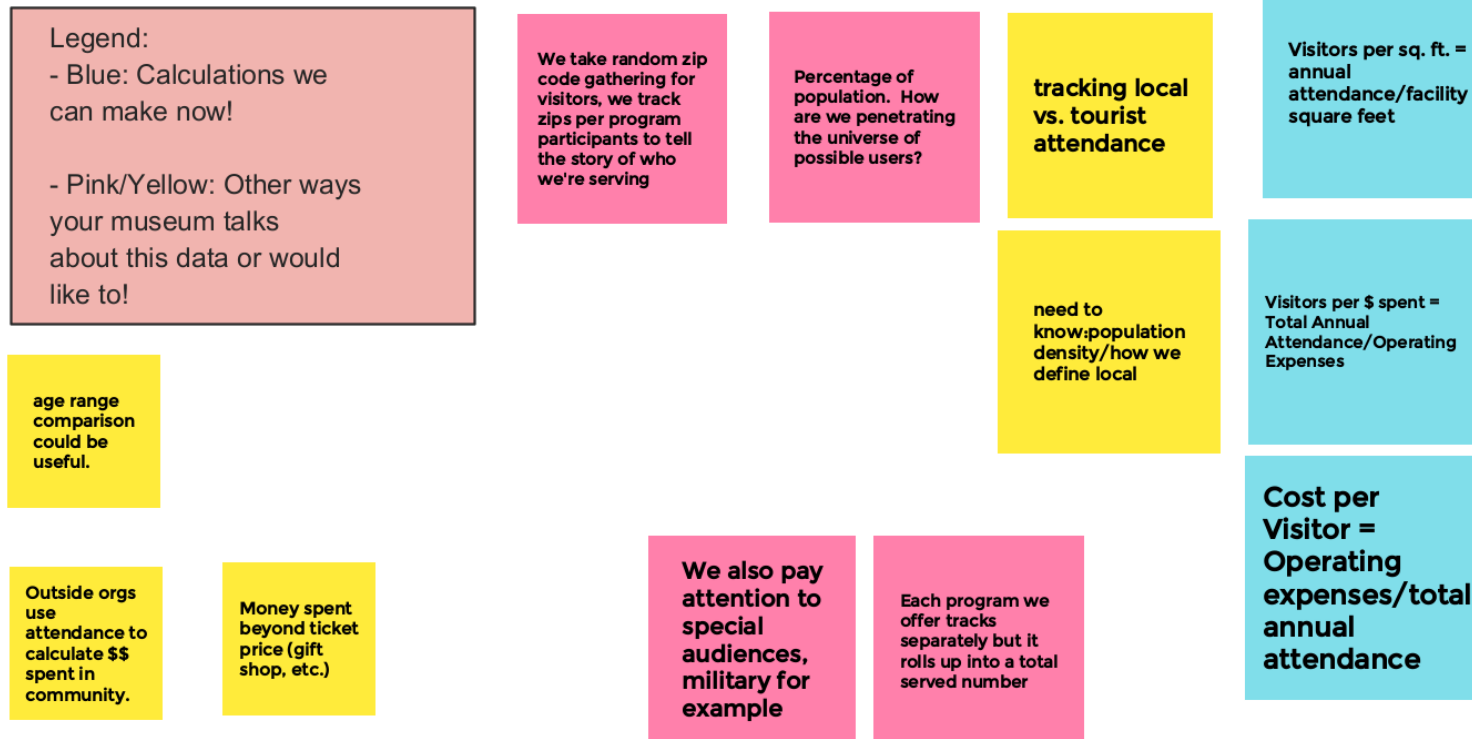 Legend:
- Blue: Calculations we
can make now!
- Pink/Yellow: Other ways
your museum talks
about this data or would
like to!
We take random zip
code gathering for
visitors, we track
zips per program
participants to tell
the story of who
we're serving
Percentage of
population. How
are we penetrating
the universe of
possible users?
tracking local
vs. tourist
attendance
Visitors per sq. ft. =
annual
attendance/facility
square feet
need to
know:population
density/how we
define local
Visitors per $ spent =
Total Annual
Attendance/Operating
Expenses
age range
comparison
could be
useful.
Cost per
Visitor =
Operating
expenses/total
annual
attendance
Outside orgs
use
attendance to
calculate $$
spent in
community.
Money spent
beyond ticket
price (gift
shop, etc.)
We also pay
attention to
special
audiences,
military for
example
Each program we
offer tracks
separately but it
rolls up into a total
served number